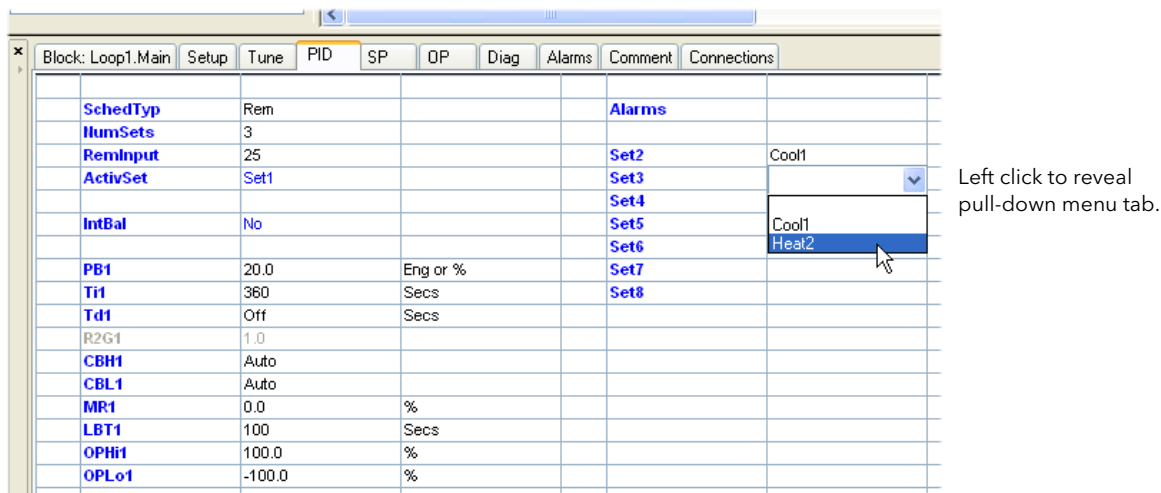 Block: Loop1.Main Setup Tune PID SP OP Diag Alarms Comment Connections
SchedTyp Rem Alarms
NumSets 3
RemInput 25 Set2 Cool1
ActivSet Set1 Set3
Set4
IntBal No Set5 Cool1
Set6 Heat2
PB1 20.0 Eng or % Set7
Ti1 360 Secs Set8
Td1 Off Secs
R2G1 1.0
CBH1 Auto
CBL1 Auto
MR1 0.0 %
LBT1 100 Secs
OPHi1 100.0 %
OPLo1 -100.0 %
Left click to reveal
pull-down menu tab.